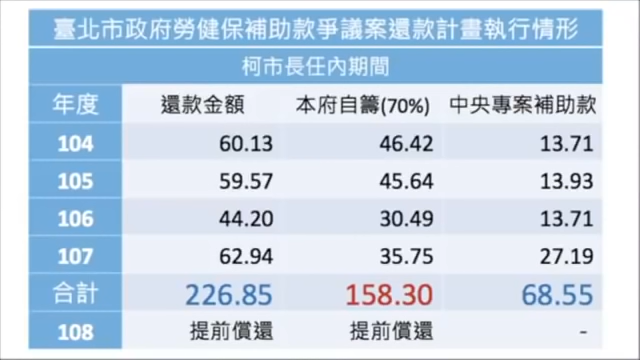 臺北市政府勞健保補助款爭議案還款計畫執行情形
柯市長任內期間
年度 還款金額 本府自籌(70%) 中央專案補助款
104 60.13 46.42 13.71
105 59.57 45.64 13.93
106 44.20 30.49 13.71
107 62.94 35.75 27.19
合計 226.85 158.30 68.55
108 提前償還 提前償還 -